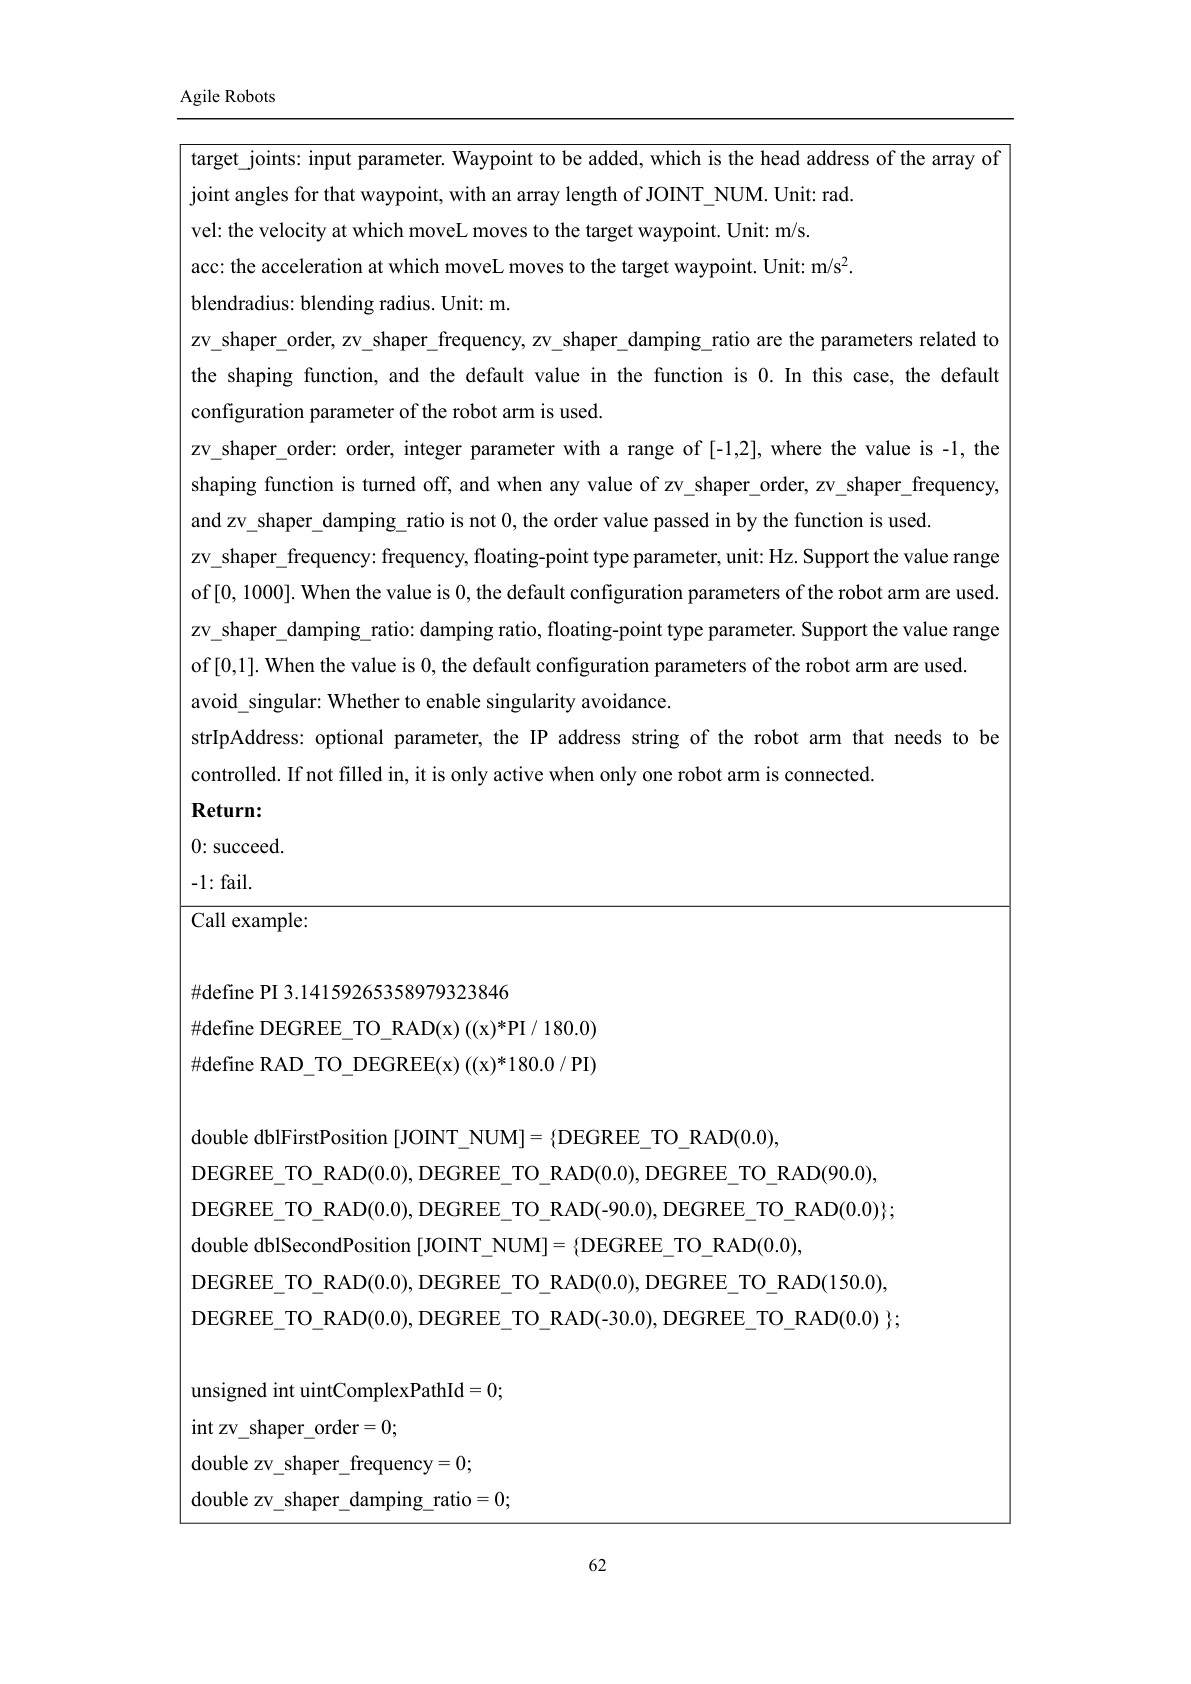 Agile Robots
target_joints: input parameter. Waypoint to be added, which is the head address of the array of
joint angles for that waypoint, with an array length of JOINT_NUM. Unit: rad.
vel: the velocity at which moveL moves to the target waypoint. Unit: m/s.
acc: the acceleration at which moveL moves to the target waypoint. Unit: m/s².
blendradius: blending radius. Unit: m.
zv_shaper_order, zv_shaper_frequency, zv_shaper_damping_ratio are the parameters related to
the shaping function, and the default value in the function is 0. In this case, the default
configuration parameter of the robot arm is used.
zv_shaper_order: order, integer parameter with a range of [-1,2], where the value is -1, the
shaping function is turned off, and when any value of zv_shaper_order, zv_shaper_frequency,
and zv_shaper_damping_ratio is not 0, the order value passed in by the function is used.
zv_shaper_frequency: frequency, floating-point type parameter, unit: Hz. Support the value range
of [0, 1000]. When the value is 0, the default configuration parameters of the robot arm are used.
zv_shaper_damping_ratio: damping ratio, floating-point type parameter. Support the value range
of [0,1]. When the value is 0, the default configuration parameters of the robot arm are used.
avoid_singular: Whether to enable singularity avoidance.
strIpAddress: optional parameter, the IP address string of the robot arm that needs to be
controlled. If not filled in, it is only active when only one robot arm is connected.
Return:
0: succeed.
-1: fail.
Call example:
#define PI 3.14159265358979323846
#define DEGREE_TO_RAD(x) ((x)*PI / 180.0)
#define RAD_TO_DEGREE(x) ((x)*180.0 / PI)
double dblFirstPosition [JOINT_NUM] = {DEGREE_TO_RAD(0.0),
DEGREE_TO_RAD(0.0), DEGREE_TO_RAD(0.0), DEGREE_TO_RAD(90.0),
DEGREE_TO_RAD(0.0), DEGREE_TO_RAD(-90.0), DEGREE_TO_RAD(0.0)};
double dblSecondPosition [JOINT_NUM] = {DEGREE_TO_RAD(0.0),
DEGREE_TO_RAD(0.0), DEGREE_TO_RAD(0.0), DEGREE_TO_RAD(150.0),
DEGREE_TO_RAD(0.0), DEGREE_TO_RAD(-30.0), DEGREE_TO_RAD(0.0) };
unsigned int uintComplexPathId = 0;
int zv_shaper_order = 0;
double zv_shaper_frequency = 0;
double zv_shaper_damping_ratio = 0;
62